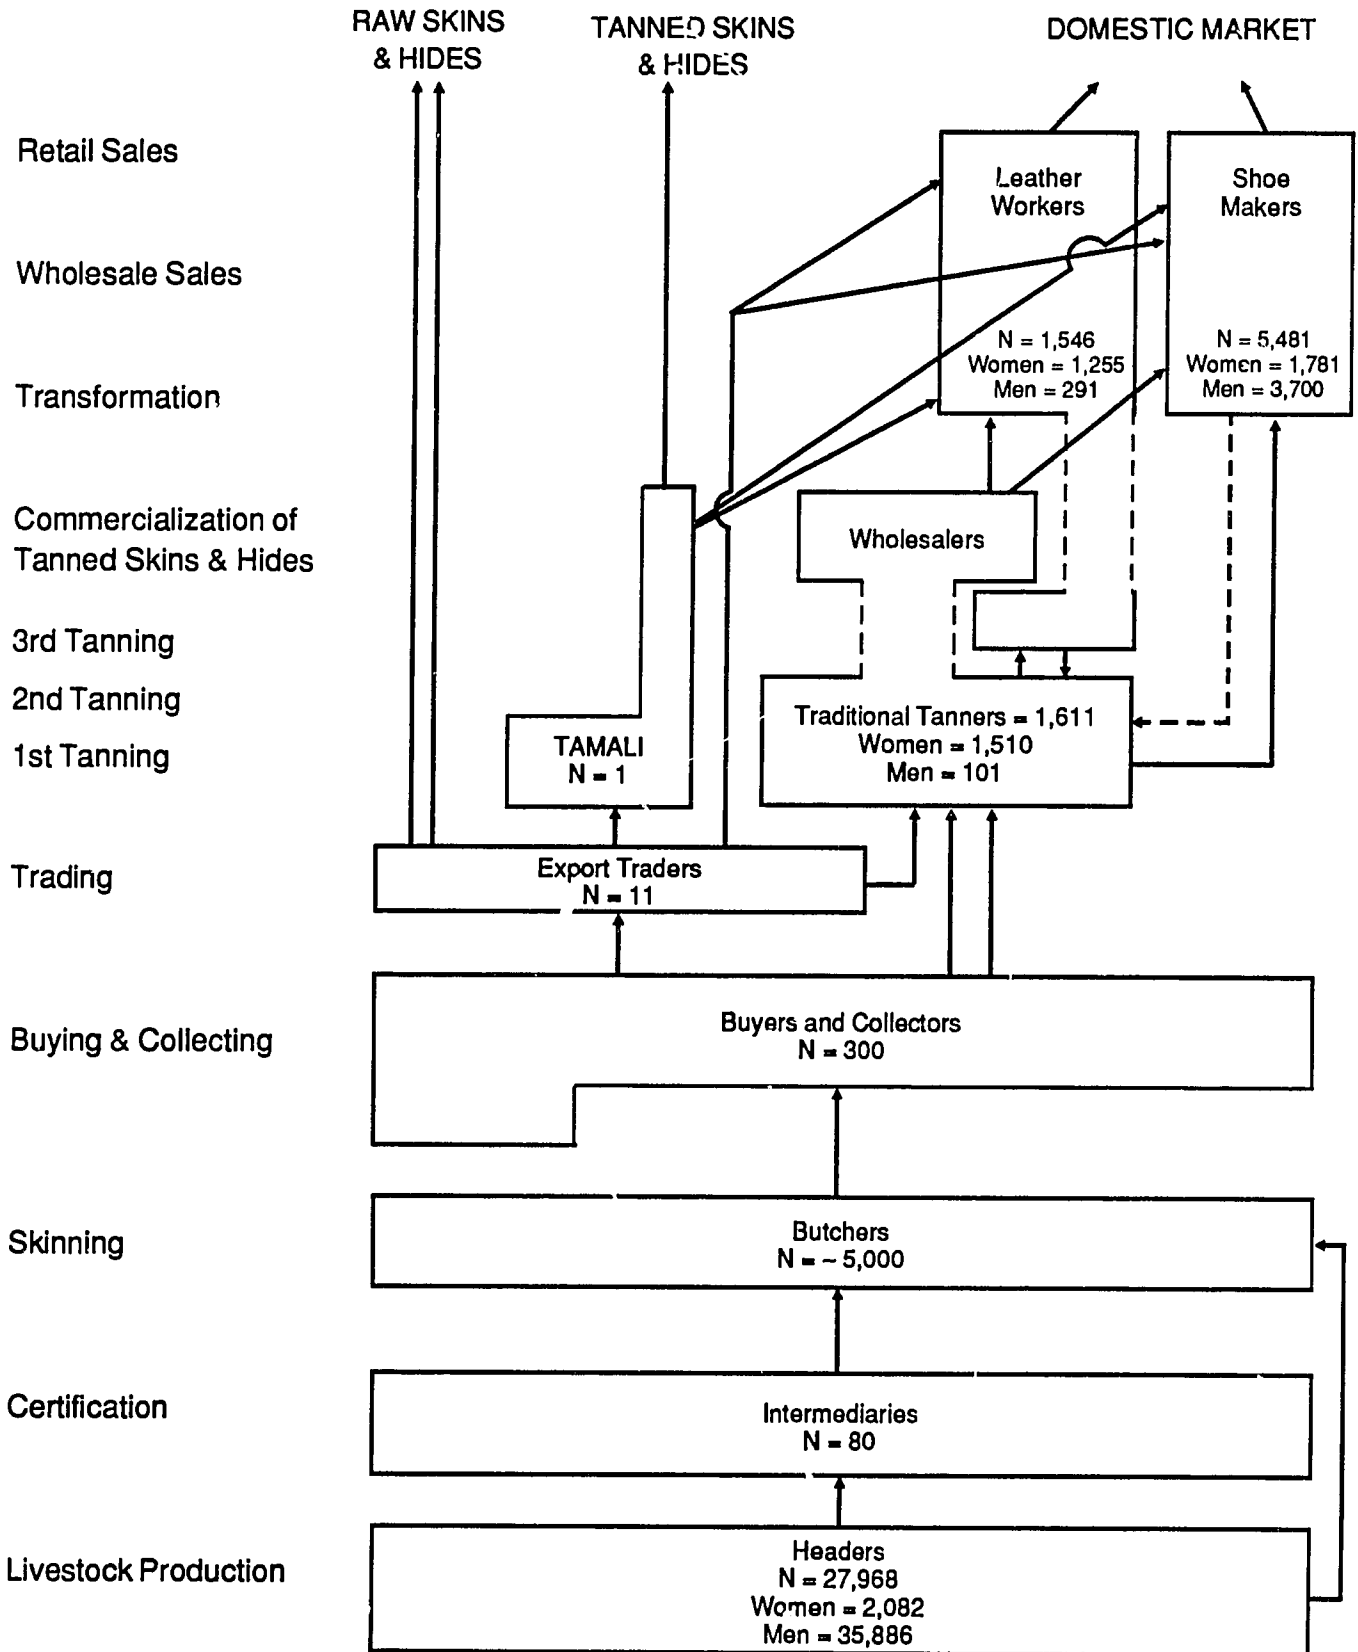 RAW SKINS
& HIDES
TANNED SKINS
& HIDES
DOMESTIC MARKET
Retail Sales
Leather
Workers
Shoe
Makers
Wholesale Sales
N = 1,546
Women = 1,255
Men = 291
N = 5,481
Women = 1,781
Men = 3,700
Transformation
Commercialization of
Tanned Skins & Hides
Wholesalers
3rd Tanning
2nd Tanning
1st Tanning
TAMALI
N = 1
Traditional Tanners = 1,611
Women = 1,510
Men = 101
Trading
Export Traders
N = 11
Buying & Collecting
Buyers and Collectors
N = 300
Skinning
Butchers
N = ~ 5,000
Certification
Intermediaries
N = 80
Livestock Production
Headers
N = 27,968
Women = 2,082
Men = 35,886